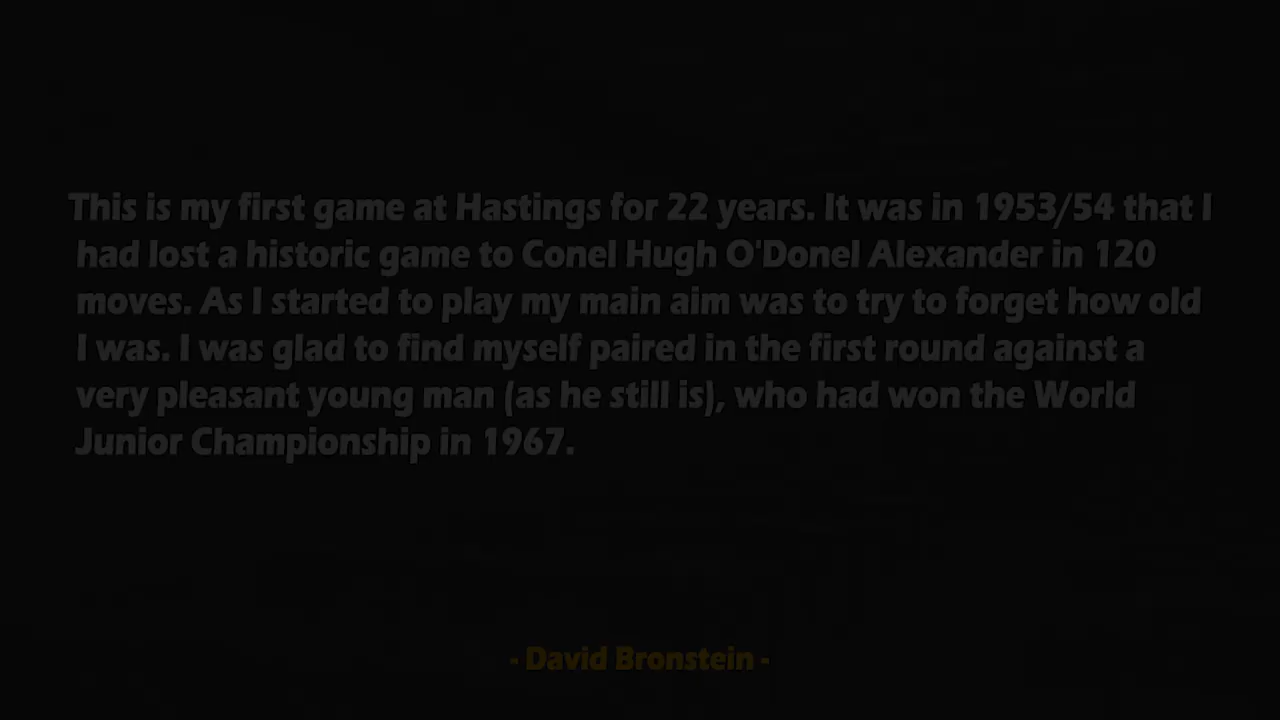 This is my first game at Hastings for 22 years. It was in 1953/54 that I
had lost a historic game to Conel Hugh O'Donel Alexander in 120
moves. As I started to play my main aim was to try to forget how old
I was. I was glad to find myself paired in the first round against a
very pleasant young man (as he still is), who had won the World
Junior Championship in 1967.
- David Bronstein -